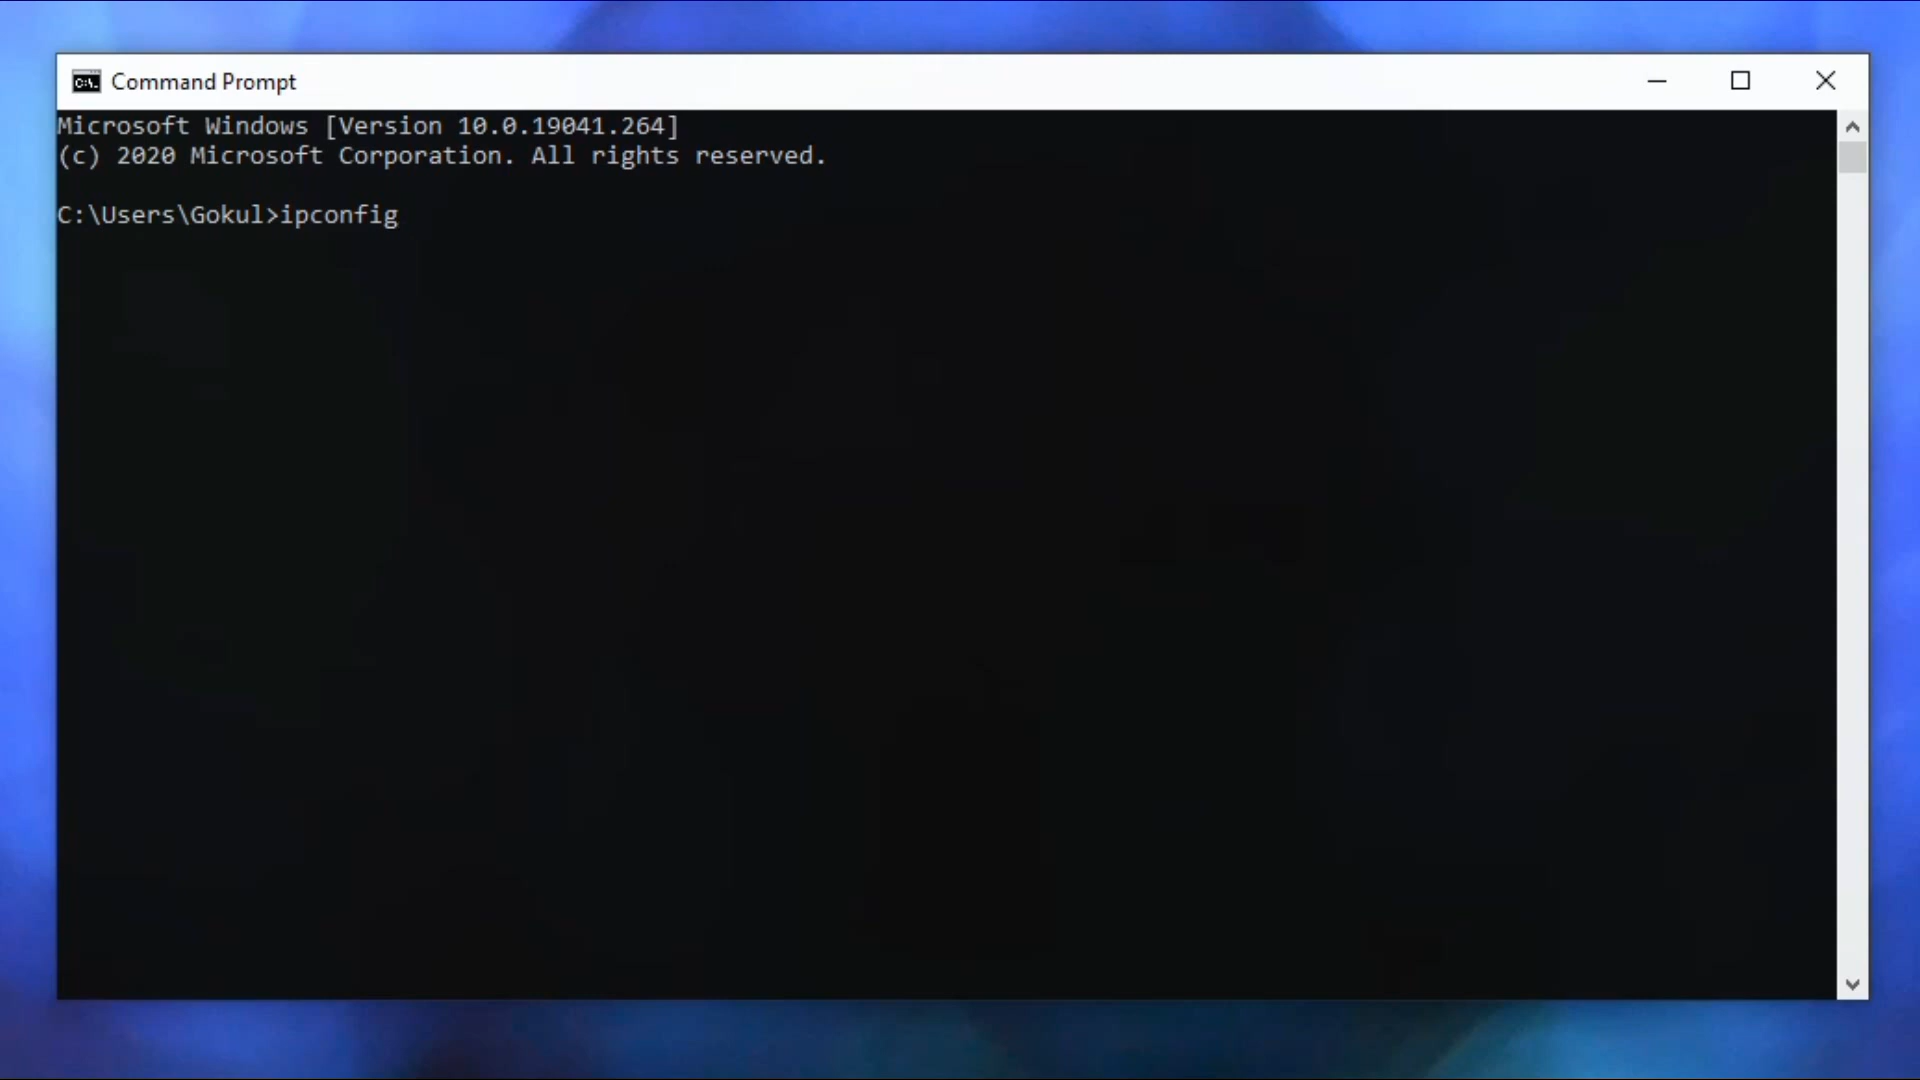 Command Prompt
Microsoft Windows [Version 10.0.19041.264]
(c) 2020 Microsoft Corporation. All rights reserved.
C:\Users\Gokul>ipconfig